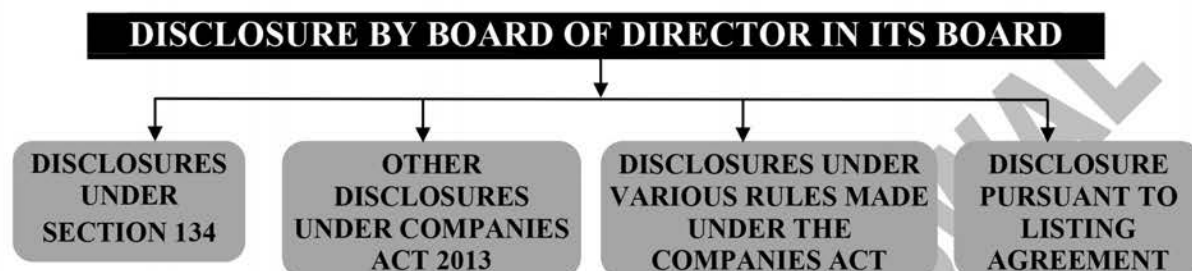 DISCLOSURE BY BOARD OF DIRECTOR IN ITS BOARD
DISCLOSURES
UNDER
SECTION 134
OTHER
DISCLOSURES
UNDER COMPANIES
ACT 2013
DISCLOSURES UNDER
VARIOUS RULES MADE
UNDER THE
COMPANIES ACT
DISCLOSURE
PURSUANT TO
LISTING
AGREEMENT